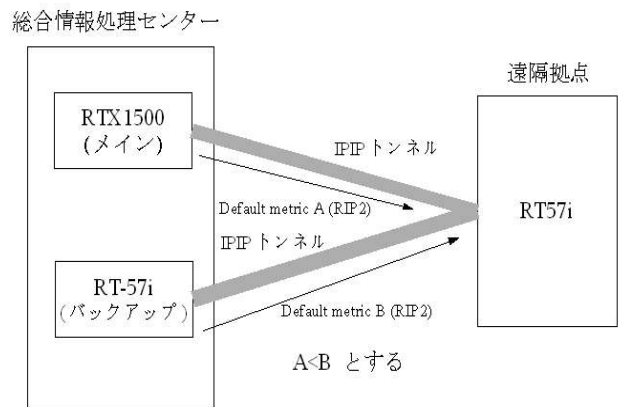 総合情報処理センター
遠隔拠点
RTX1500
(メイン)
IPIPトンネル
Default metric A (RIP2)
RT57i
IPIPトンネル
RT-57i
(バックアップ)
Default metric B (RIP2)
A<B とする